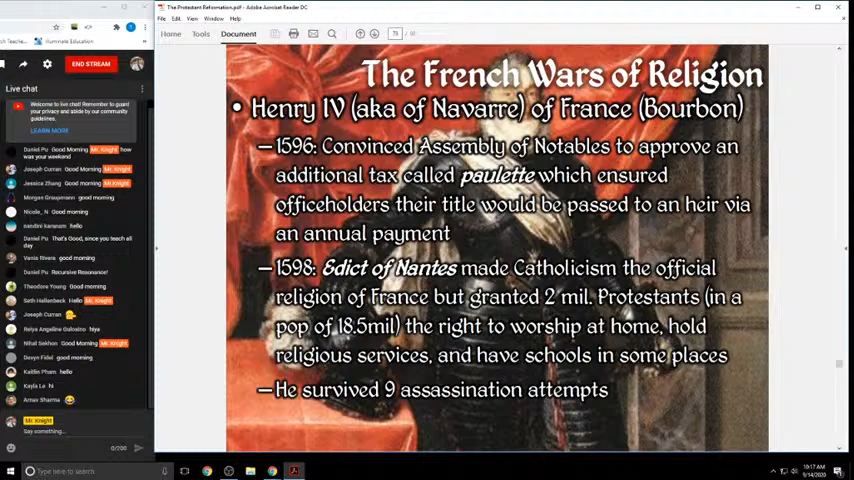 The Protestant Reformation.pdf - Adobe Acrobat Reader DC
File Edit View Window Help
Home Tools Document
73 / 
Illuminate Education
END STREAM
Live chat
Welcome to live chat! Remember to guard
your privacy and abide by our community
guidelines.
LEARN MORE
Daniel Pu Good Morning Mr. Knight how
was your weekend
Joseph Curran Good Morning Mr. Knight
Jessica Zhang good morning
Mr. Knight
Morgan Graupmann good morning
Nicole_N Good morning
nandini karanam hello
Daniel Pu That's Good, since you teach all
day
Vania Rivera good morning
Daniel Pu Recursive Resonance!
Theodore Young Good morning
Seth Hallenbeck Hello Mr. Knight
Joseph Curran
Reiya Angeline Gulosino hiya
Nihal Sekhon Good morning Mr. Knight
Devyn Fidel good morning
Kaitlin Pham hello
Kayla Le hi
Arnav Sharma
Mr. Knight
Say something...
0/200
The French Wars of Religion
• Henry IV (aka of Navarre) of France (Bourbon)
– 1596: Convinced Assembly of Notables to approve an
additional tax called paulette which ensured
officeholders their title would be passed to an heir via
an annual payment
– 1598: Edict of Nantes made Catholicism the official
religion of France but granted 2 mil. Protestants (in a
pop of 18.5mil) the right to worship at home, hold
religious services, and have schools in some places
– He survived 9 assassination attempts
Type here to search
10:17 AM
9/14/2020